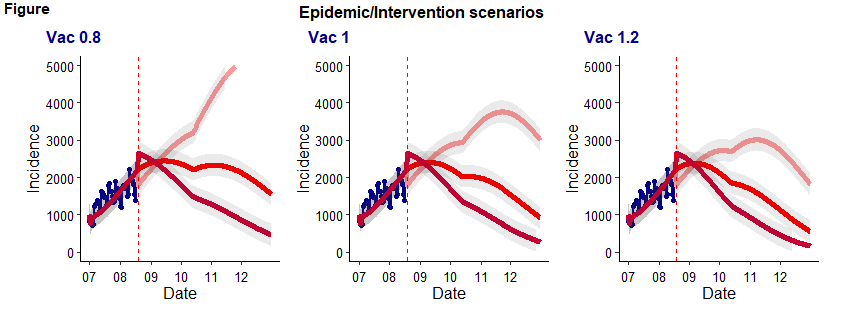 Figure
Epidemic/Intervention scenarios
Vac 0.8
Vac 1
Vac 1.2
Incidence
5000
4000
3000
2000
1000
0
07 08 09 10 11 12
Date
Incidence
5000
4000
3000
2000
1000
0
07 08 09 10 11 12
Date
Incidence
5000
4000
3000
2000
1000
0
07 08 09 10 11 12
Date